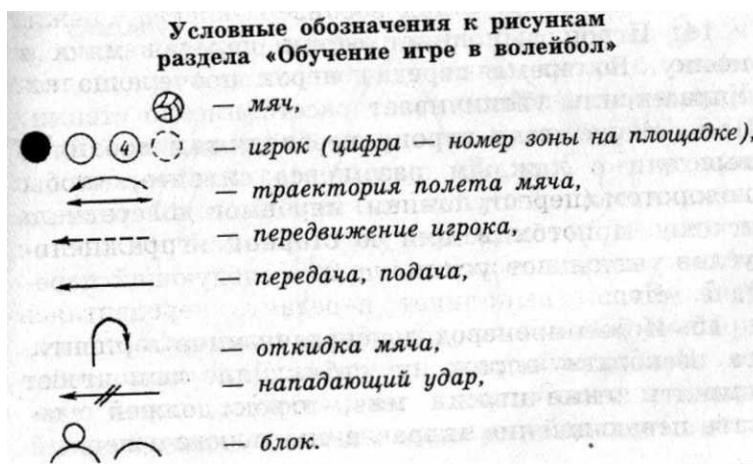 Условные обозначения к рисункам
раздела «Обучение игре в волейбол»
— мяч,
4 — игрок (цифра — номер зоны на площадке),
— траектория полета мяча,
— передвижение игрока,
— передача, подача,
— откидка мяча,
— нападающий удар,
— блок.